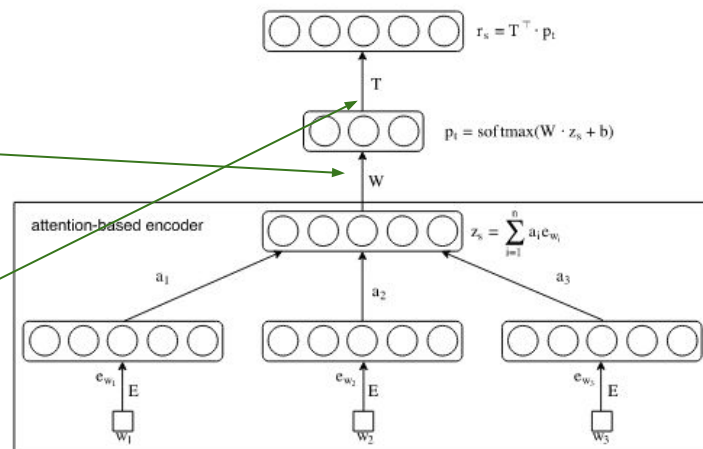 r_s = T^⊤ · p_t
T
p_t = softmax(W · z_s + b)
W
attention-based encoder
z_s = ∑_{i=1}^{n} a_i e_{w_i}
a_1
a_2
a_3
e_{w_1} E
e_{w_2} E
e_{w_3} E
w_1
w_2
w_3